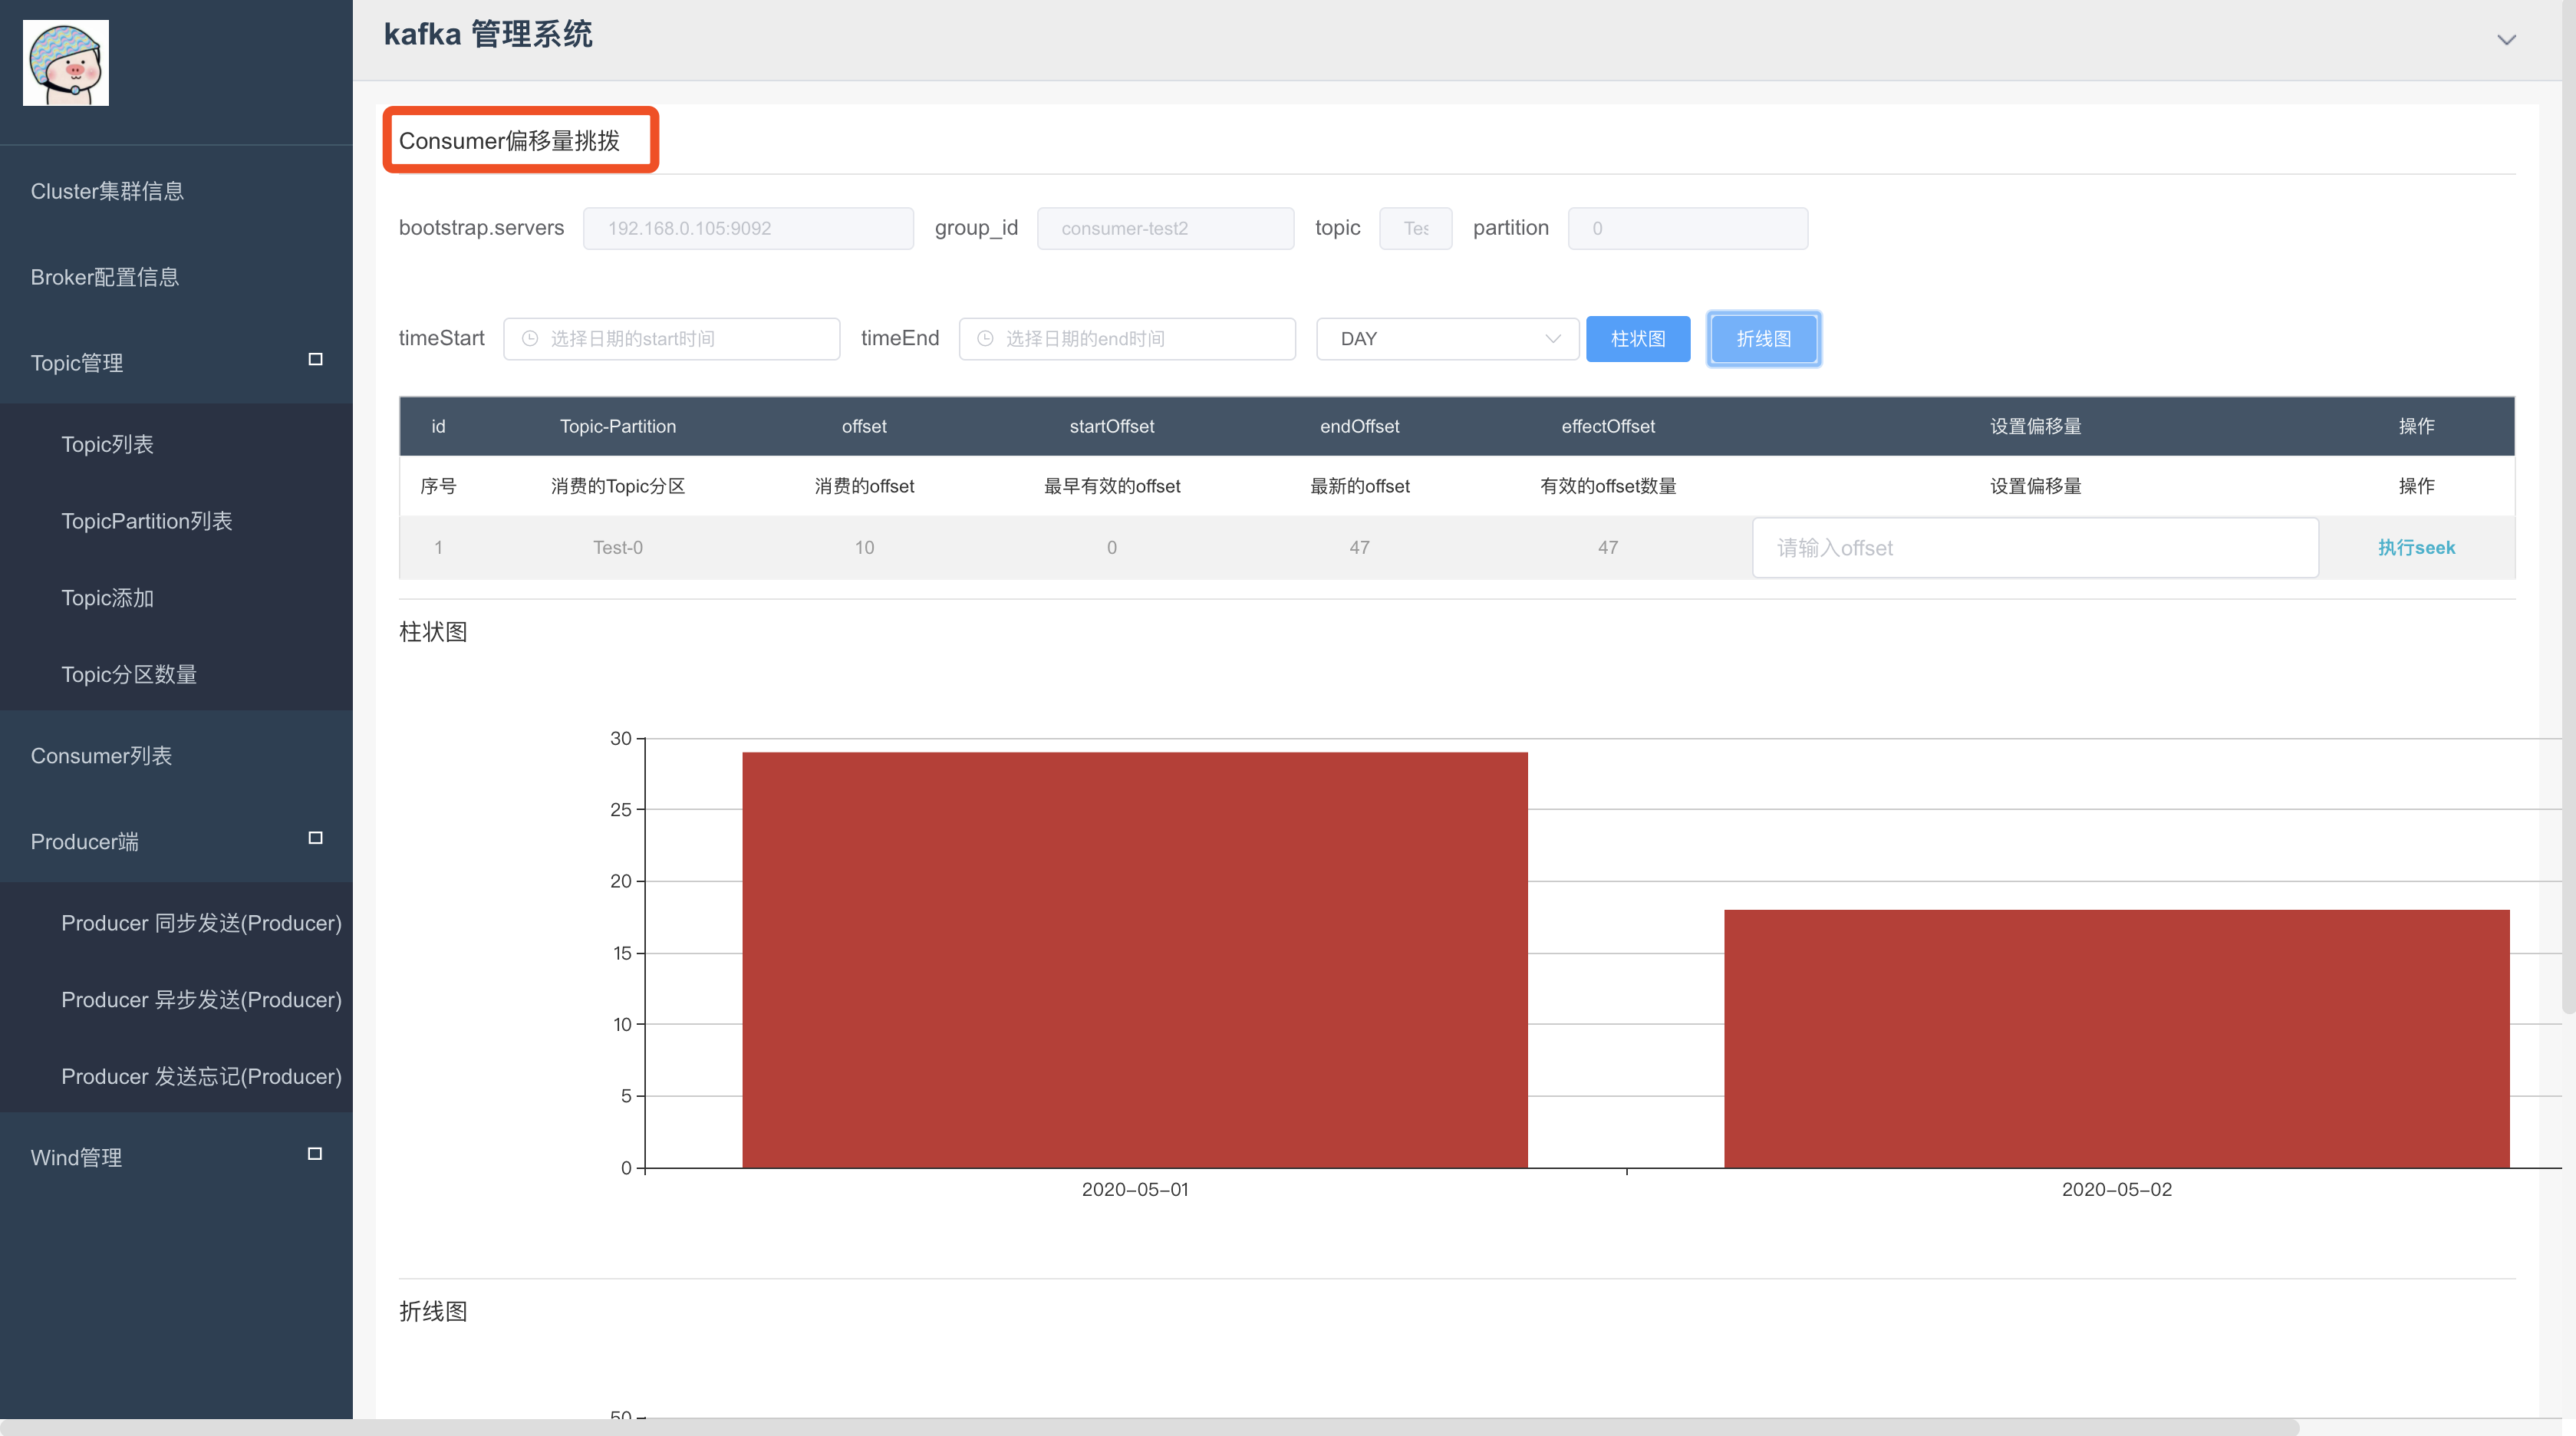 kafka 管理系统
Cluster集群信息
Broker配置信息
Topic管理
Topic列表
TopicPartition列表
Topic添加
Topic分区数量
Consumer列表
Producer端
Producer 同步发送(Producer)
Producer 异步发送(Producer)
Producer 发送忘记(Producer)
Wind管理
Consumer偏移量挑拨
bootstrap.servers 192.168.0.105:9092 group_id consumer-test2 topic Tes partition 0
timeStart 选择日期的start时间 timeEnd 选择日期的end时间 DAY 柱状图 折线图
id Topic-Partition offset startOffset endOffset effectOffset 设置偏移量 操作
序号 消费的Topic分区 消费的offset 最早有效的offset 最新的offset 有效的offset数量 设置偏移量 操作
1 Test-0 10 0 47 47 请输入offset 执行seek
柱状图
30
25
20
15
10
5
0
2020-05-01 2020-05-02
折线图
50